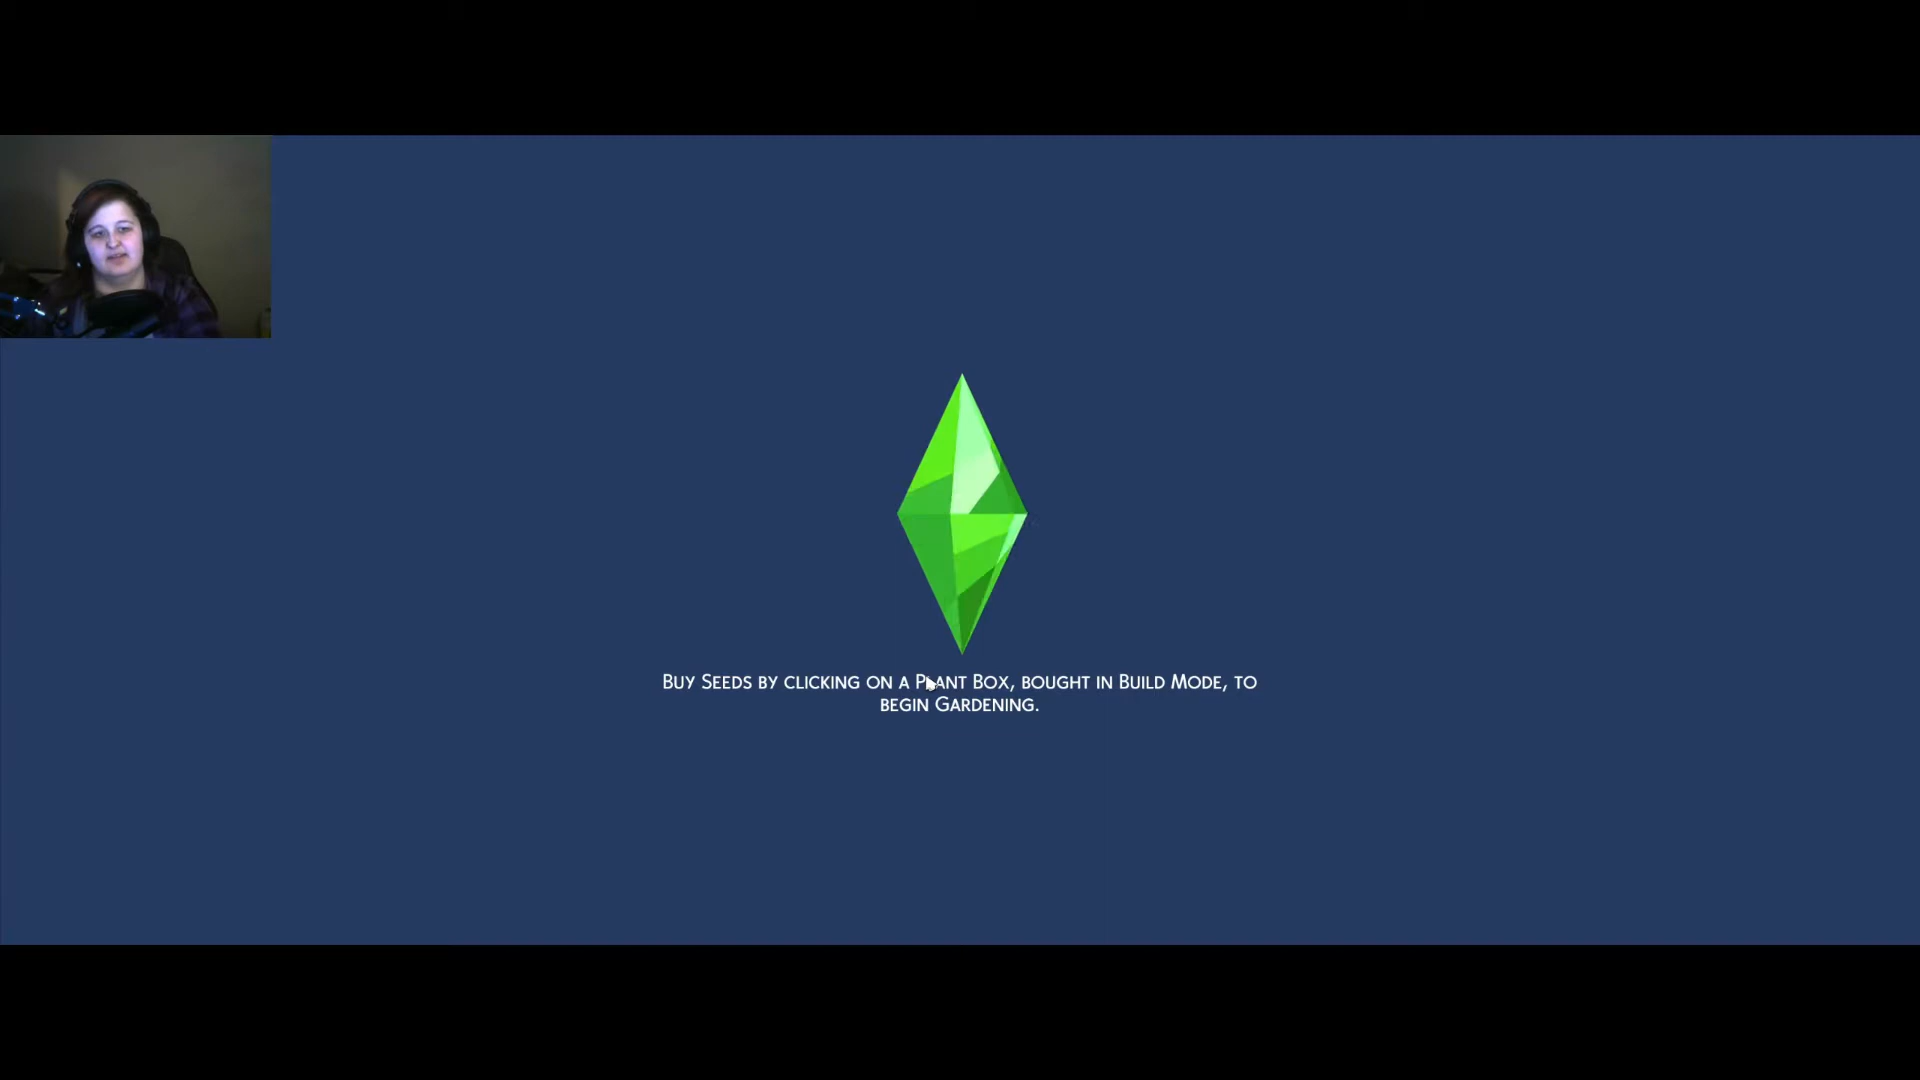 Buy Seeds by clicking on a Plant Box, bought in Build Mode, to
begin Gardening.